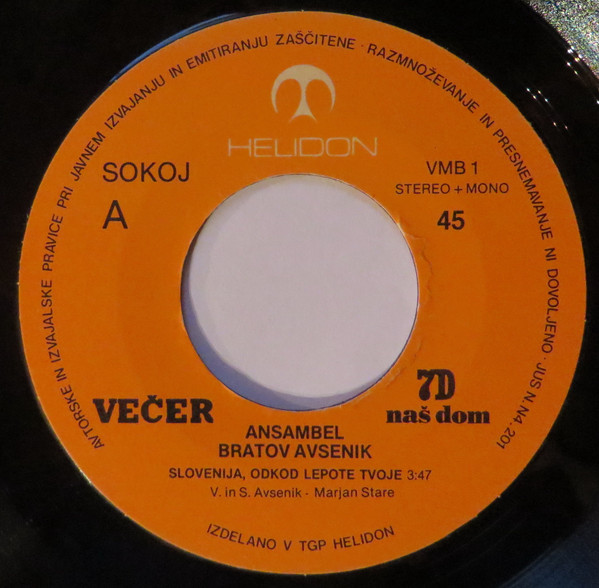 AVTORSKE IN IZVAJALSKE PRAVICE PRI JAVNEM IZVAJANJU IN EMITIRANJU ZAŠČITENE · RAZMNOŽEVANJE IN PRESNEMAVANJE NI DOVOLJENO · JUS N.N4.201
HELIDON
SOKOJ
VMB 1
STEREO + MONO
A
45
VEČER
7D
naš dom
ANSAMBEL
BRATOV AVSENIK
SLOVENIJA, ODKOD LEPOTE TVOJE 3:47
V. in S. Avsenik - Marjan Stare
IZDELANO V TGP HELIDON